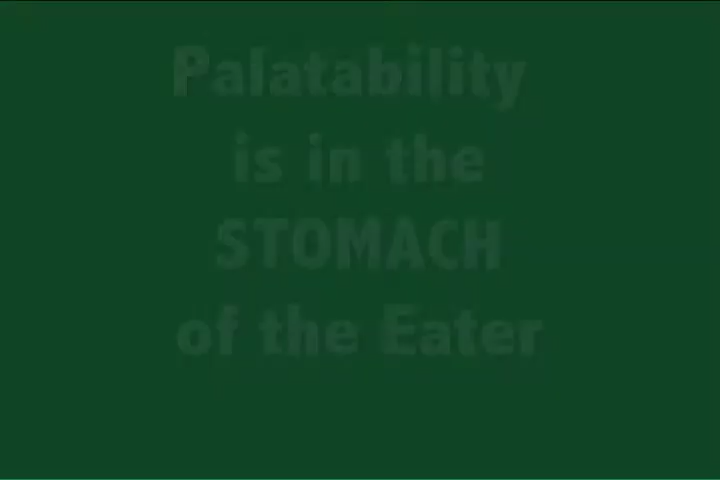 Palatability
is in the
STOMACH
of the Eater